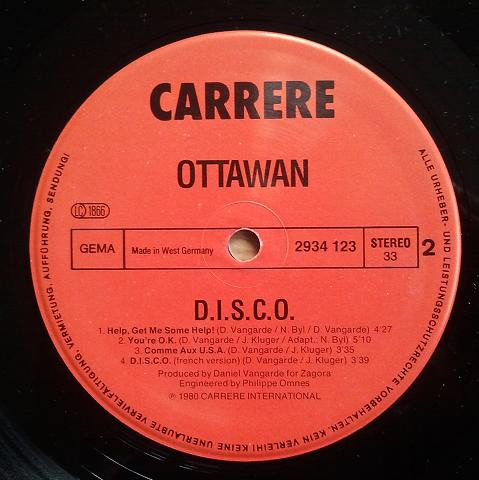 CARRERE
OTTAWAN
LC 1866
GEMA
Made in West Germany
2934 123
STEREO
33
2
D.I.S.C.O.
1. Help, Get Me Some Help! (D. Vangarde / N. Byl / D. Vangarde) 4'27
2. You're O.K. (D. Vangarde / J. Kluger / Adapt.: N. Byl) 5'10
3. Comme Aux U.S.A. (D. Vangarde / J. Kluger) 3'35
4. D.I.S.C.O. (french version) (D. Vangarde / J. Kluger) 3'39
Produced by Daniel Vangarde for Zagora
Engineered by Philippe Omnes
℗ 1980 CARRERE INTERNATIONAL
ALLE URHEBER- UND LEISTUNGSSCHUTZRECHTE VORBEHALTEN. KEIN VERLEIH! KEINE UNERLAUBTE VERVIELFÄLTIGUNG, VERMIETUNG, AUFFÜHRUNG, SENDUNG!